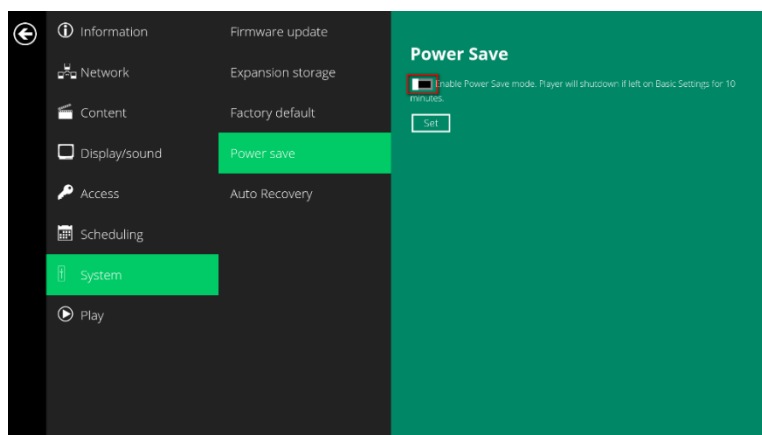 Information
Network
Content
Display/sound
Access
Scheduling
System
Play
Firmware update
Expansion storage
Factory default
Power save
Auto Recovery
Power Save
Enable Power Save mode. Player will shutdown if left on Basic Settings for 10
minutes.
Set